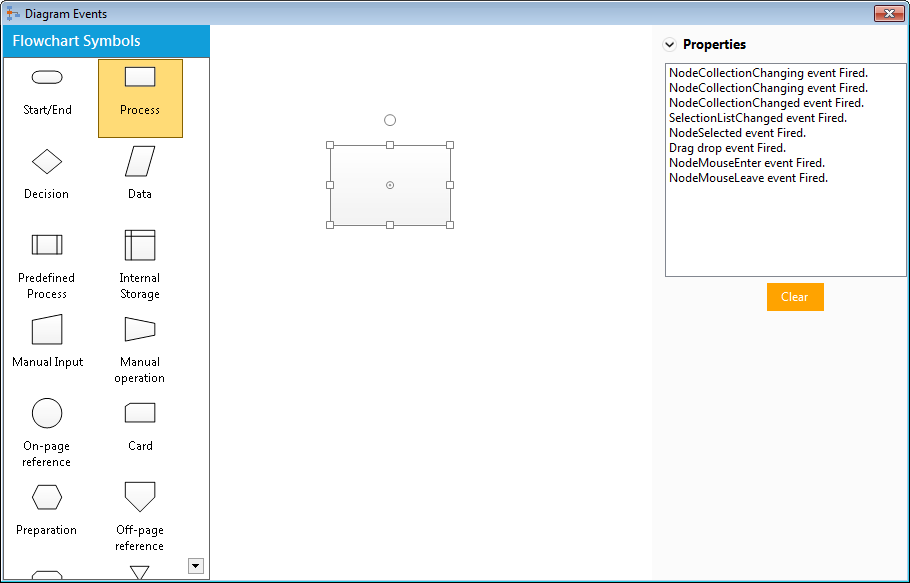 Diagram Events
Flowchart Symbols
Start/End
Process
Decision
Data
Predefined
Process
Internal
Storage
Manual Input
Manual
operation
On-page
reference
Card
Preparation
Off-page
reference
Properties
NodeCollectionChanging event Fired.
NodeCollectionChanging event Fired.
NodeCollectionChanged event Fired.
SelectionListChanged event Fired.
NodeSelected event Fired.
Drag drop event Fired.
NodeMouseEnter event Fired.
NodeMouseLeave event Fired.
Clear